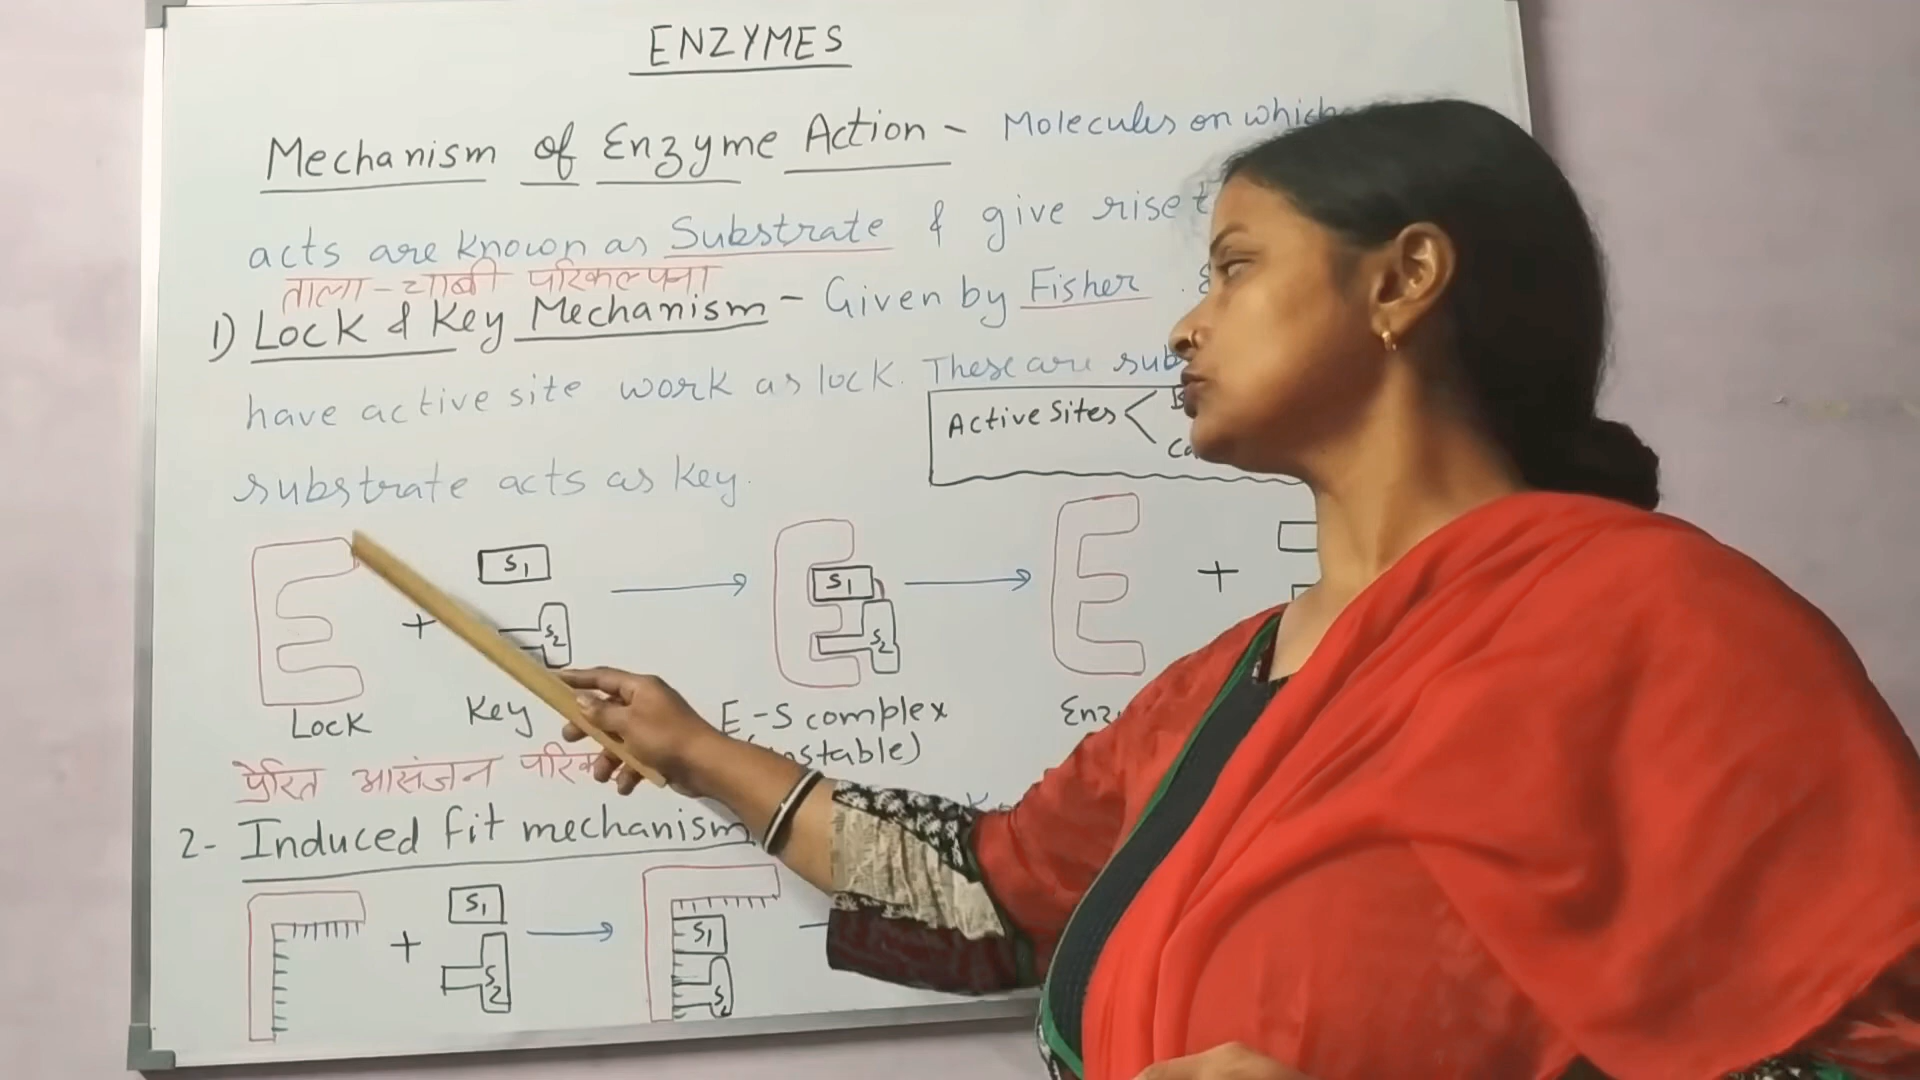 ENZYMES
Mechanism of Enzyme Action - Molecules on which
acts are known as Substrate & give rise t
ताला-चाबी परिकल्पना
1) Lock & Key Mechanism - Given by Fisher.
have active site work as lock. These are sub
Active Sites
substrate acts as key.
S1
S1
+
+
S2
S2
Lock
Key
E-S complex
Enz
stable)
प्रेरित आसंजन
2- Induced fit mechanism
S1
S1
+
S2
S2